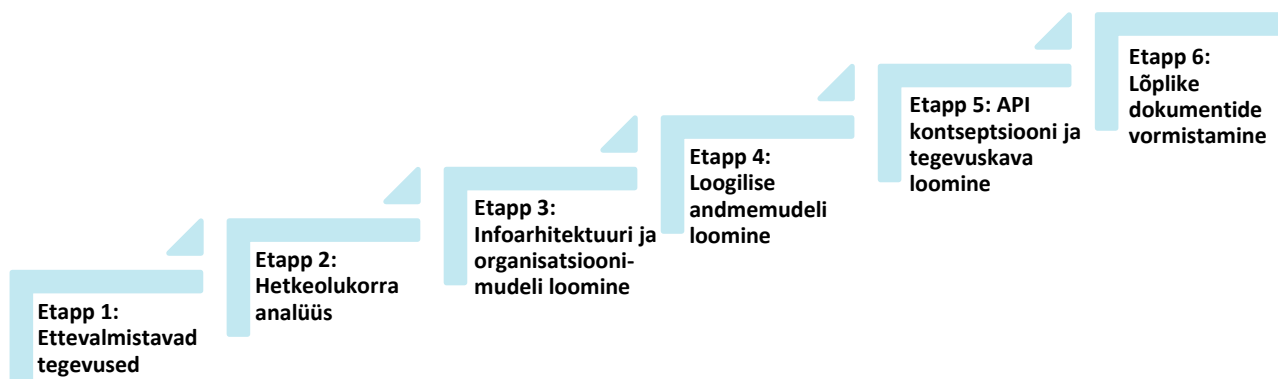 Etapp 1:
Ettevalmistavad
tegevused
Etapp 2:
Hetkeolukorra
analüüs
Etapp 3:
Infoarhitektuuri ja
organisatsiooni-
mudeli loomine
Etapp 4:
Loogilise
andmemudeli
loomine
Etapp 5: API
kontseptsiooni ja
tegevuskava
loomine
Etapp 6:
Lõplike
dokumentide
vormistamine